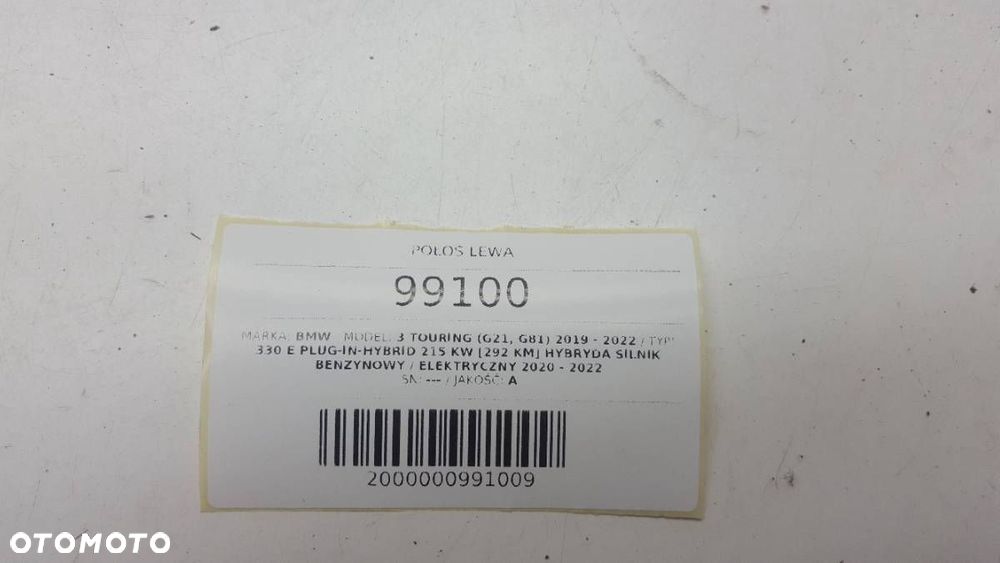 POŁOŚ LEWA
99100
MARKA: BMW / MODEL: 3 TOURING (G21, G81) 2019 - 2022 / TYP:
330 E PLUG-IN-HYBRID 215 KW [292 KM] HYBRYDA SILNIK
BENZYNOWY / ELEKTRYCZNY 2020 - 2022
SN: --- / JAKOŚĆ: A
2000000991009
OTOMOTO